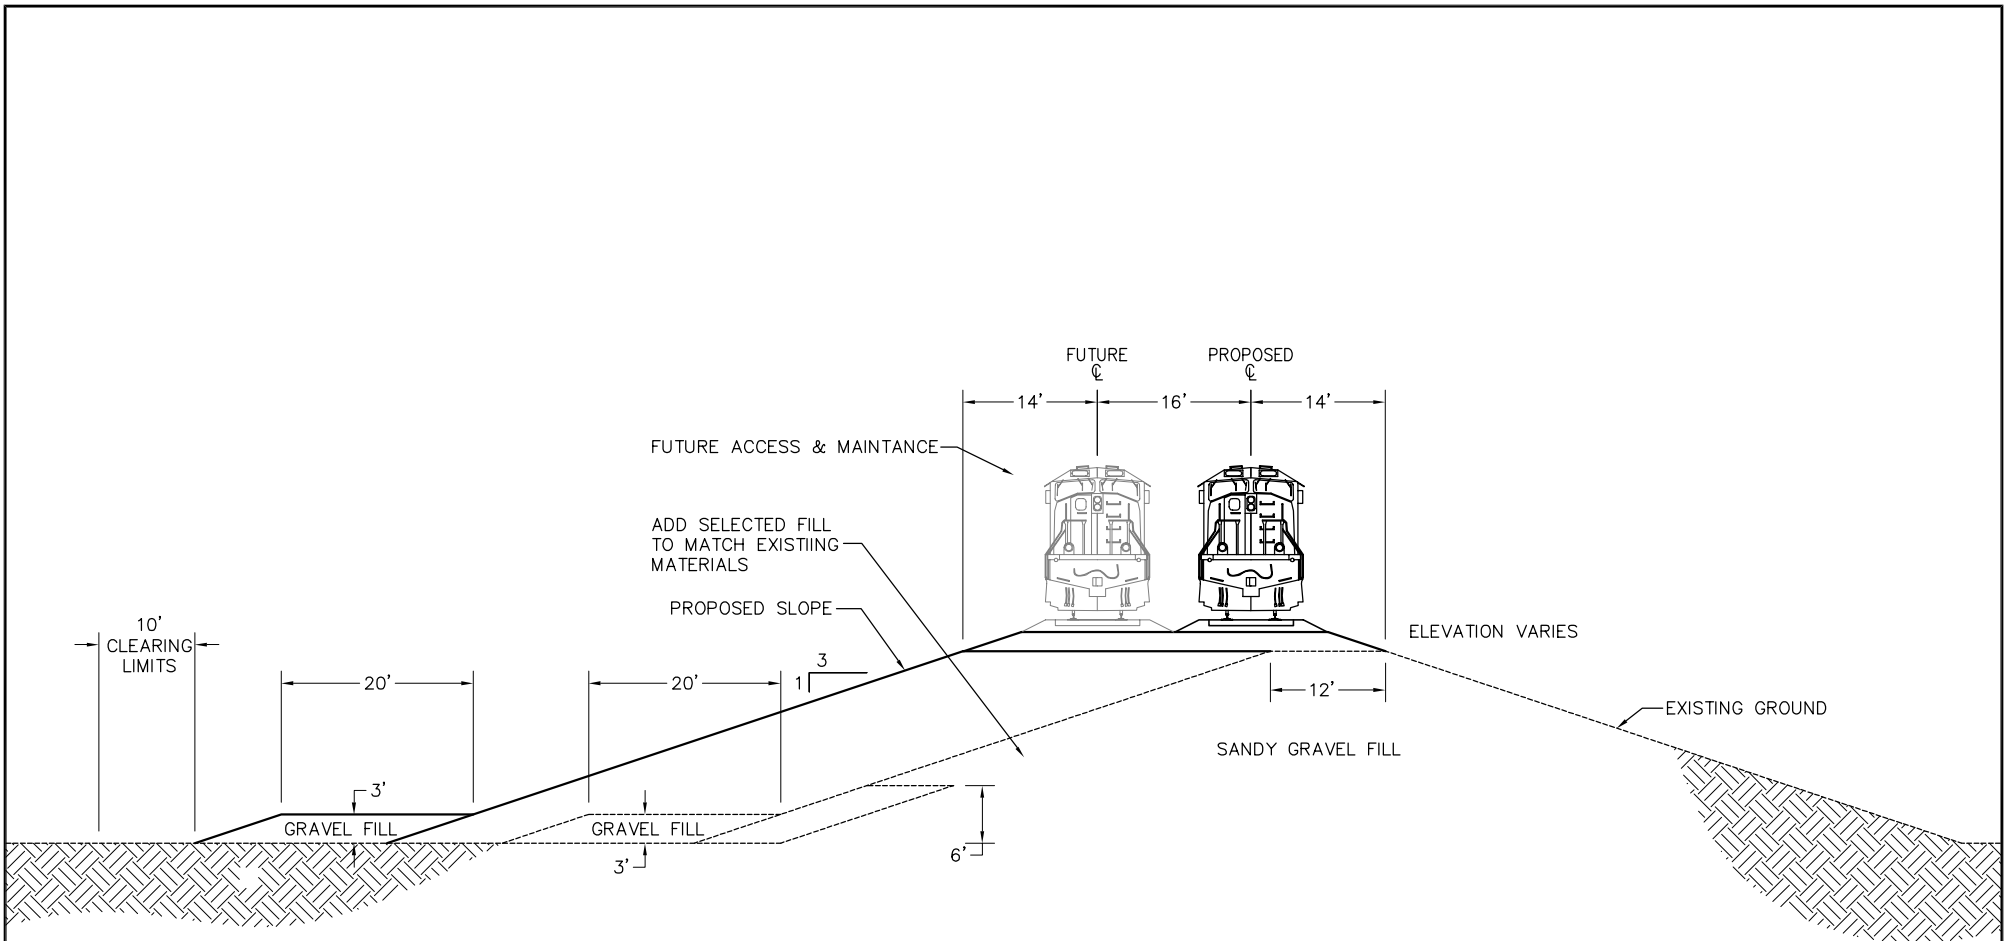 FUTURE
℄
PROPOSED
℄
14'
16'
14'
FUTURE ACCESS & MAINTANCE
ADD SELECTED FILL
TO MATCH EXISTIING
MATERIALS
PROPOSED SLOPE
10'
CLEARING
LIMITS
ELEVATION VARIES
3
1
20'
20'
12'
EXISTING GROUND
SANDY GRAVEL FILL
3'
GRAVEL FILL
GRAVEL FILL
3'
6'